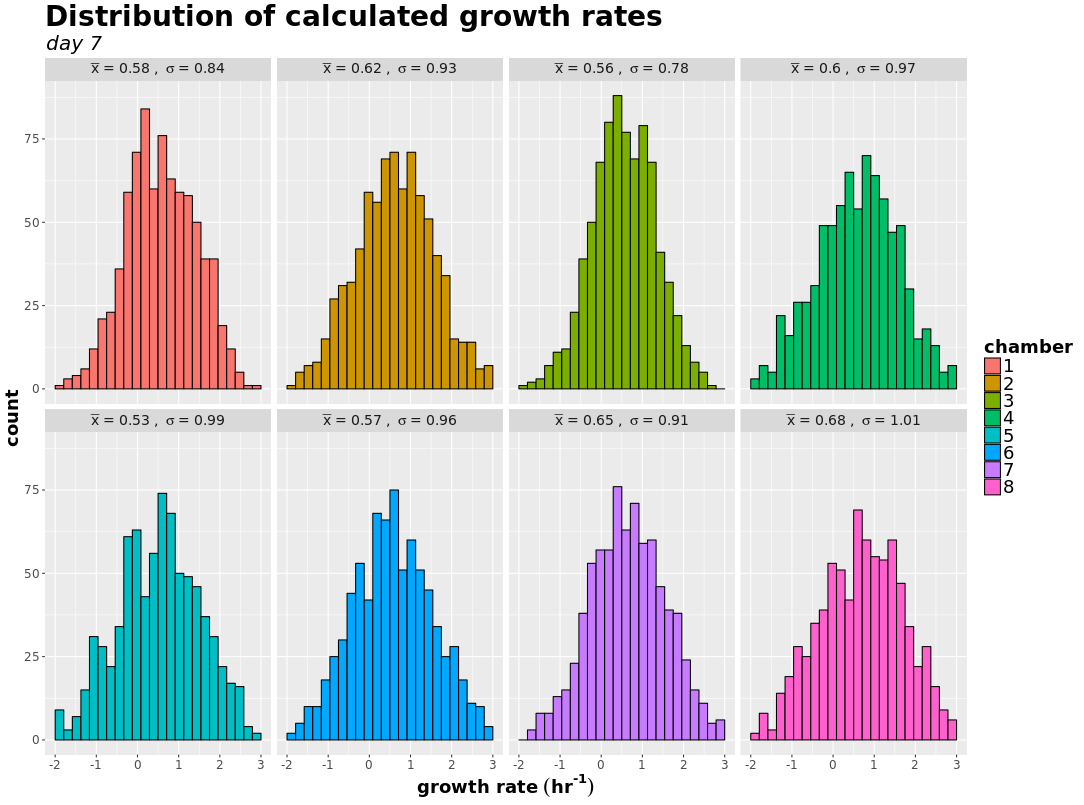 Distribution of calculated growth rates
day 7
x̅ = 0.58 , σ = 0.84
x̅ = 0.62 , σ = 0.93
x̅ = 0.56 , σ = 0.78
x̅ = 0.6 , σ = 0.97
75
50
25
0
x̅ = 0.53 , σ = 0.99
x̅ = 0.57 , σ = 0.96
x̅ = 0.65 , σ = 0.91
x̅ = 0.68 , σ = 1.01
75
50
25
0
-2 -1 0 1 2 3
-2 -1 0 1 2 3
-2 -1 0 1 2 3
-2 -1 0 1 2 3
count
growth rate (hr⁻¹)
chamber
1
2
3
4
5
6
7
8